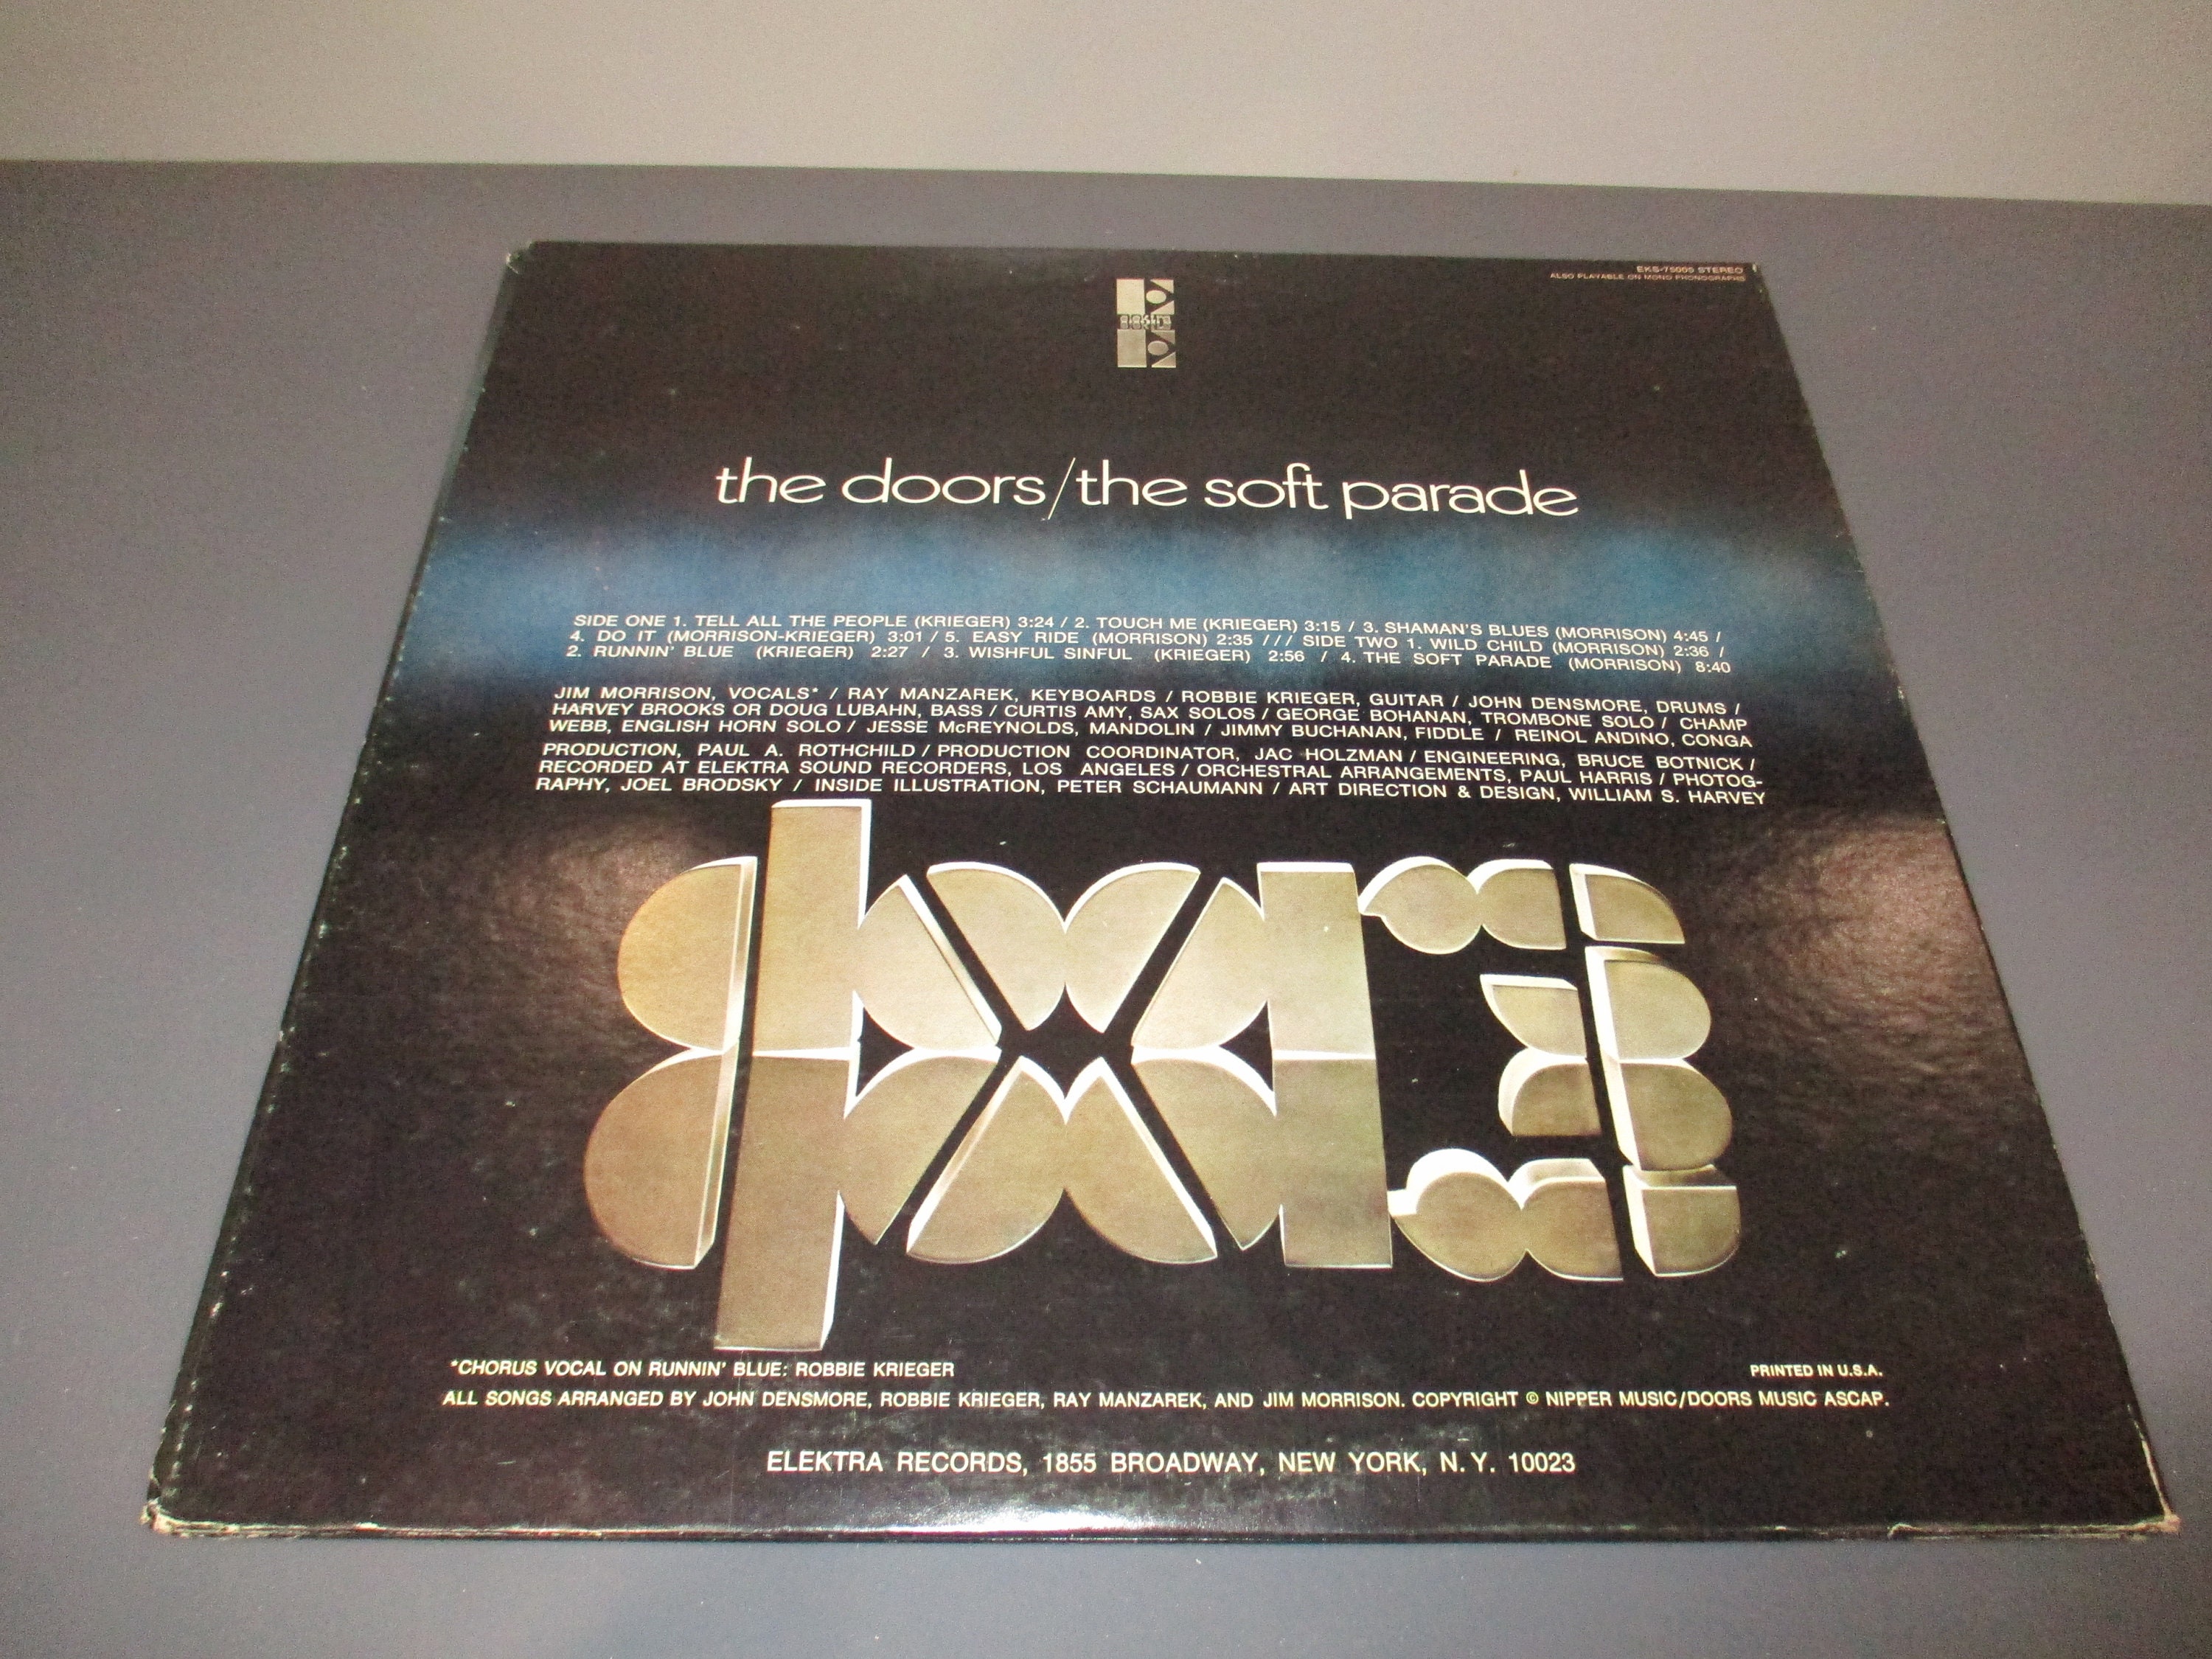 EKS-75005 STEREO
ALSO PLAYABLE ON MONO PHONOGRAPHS
the doors/the soft parade
SIDE ONE 1. TELL ALL THE PEOPLE (KRIEGER) 3:24 / 2. TOUCH ME (KRIEGER) 3:15 / 3. SHAMAN'S BLUES (MORRISON) 4:45 /
4. DO IT (MORRISON-KRIEGER) 3:01 / 5. EASY RIDE (MORRISON) 2:35 /// SIDE TWO 1. WILD CHILD (MORRISON) 2:36 /
2. RUNNIN' BLUE (KRIEGER) 2:27 / 3. WISHFUL SINFUL (KRIEGER) 2:56 / 4. THE SOFT PARADE (MORRISON) 8:40
JIM MORRISON, VOCALS* / RAY MANZAREK, KEYBOARDS / ROBBIE KRIEGER, GUITAR / JOHN DENSMORE, DRUMS /
HARVEY BROOKS OR DOUG LUBAHN, BASS / CURTIS AMY, SAX SOLOS / GEORGE BOHANAN, TROMBONE SOLO / CHAMP
WEBB, ENGLISH HORN SOLO / JESSE McREYNOLDS, MANDOLIN / JIMMY BUCHANAN, FIDDLE / REINOL ANDINO, CONGA
PRODUCTION, PAUL A. ROTHCHILD / PRODUCTION COORDINATOR, JAC HOLZMAN / ENGINEERING, BRUCE BOTNICK /
RECORDED AT ELEKTRA SOUND RECORDERS, LOS ANGELES / ORCHESTRAL ARRANGEMENTS, PAUL HARRIS / PHOTOG-
RAPHY, JOEL BRODSKY / INSIDE ILLUSTRATION, PETER SCHAUMANN / ART DIRECTION & DESIGN, WILLIAM S. HARVEY
*CHORUS VOCAL ON RUNNIN' BLUE: ROBBIE KRIEGER
PRINTED IN U.S.A.
ALL SONGS ARRANGED BY JOHN DENSMORE, ROBBIE KRIEGER, RAY MANZAREK, AND JIM MORRISON. COPYRIGHT © NIPPER MUSIC/DOORS MUSIC ASCAP.
ELEKTRA RECORDS, 1855 BROADWAY, NEW YORK, N.Y. 10023